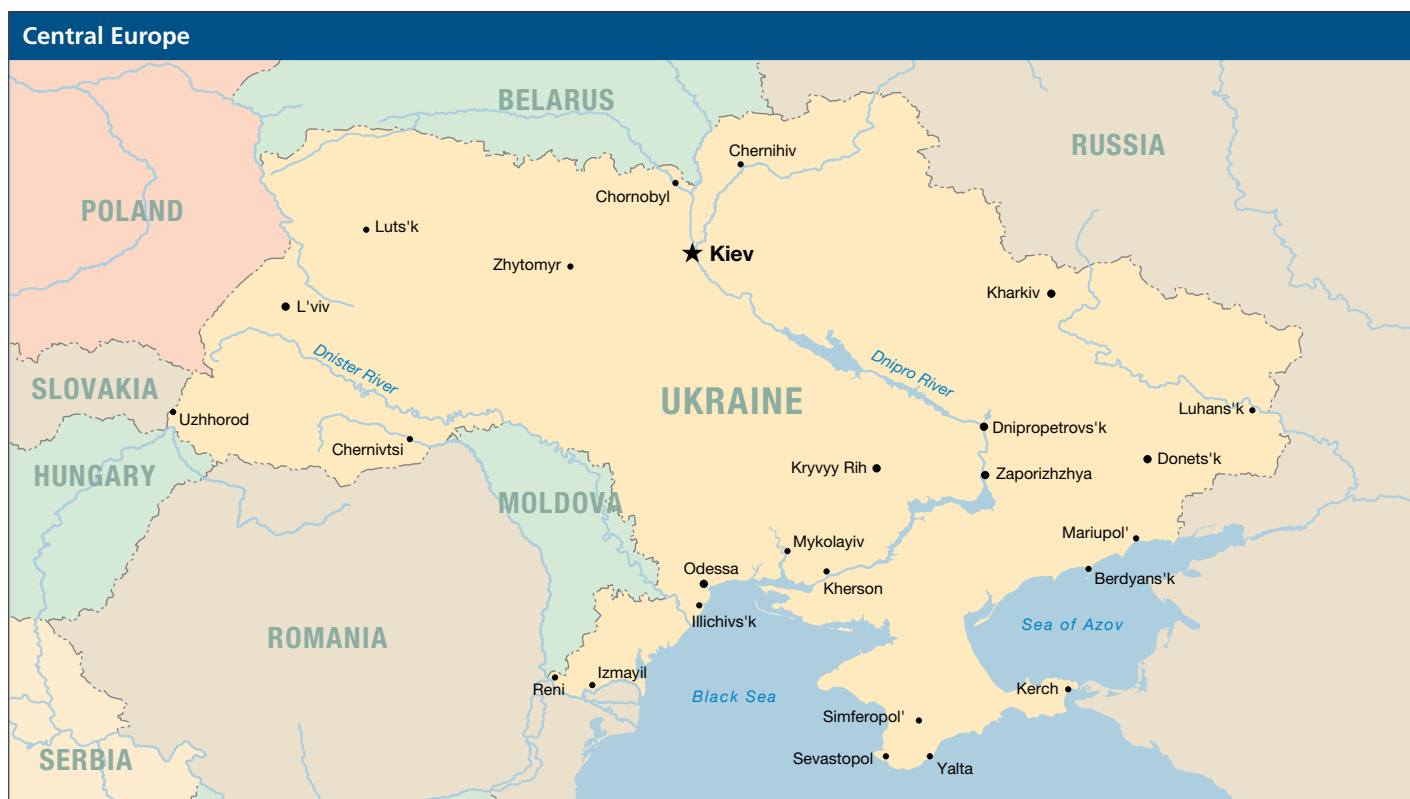 Central Europe
BELARUS
RUSSIA
Chernihiv
Chornobyl
POLAND
Luts'k
Kiev
Zhytomyr
Kharkiv
L'viv
Dnister River
Dnipro River
SLOVAKIA
UKRAINE
Luhans'k
Uzhhorod
Dnipropetrovs'k
Chernivtsi
Donets'k
HUNGARY
Kryvyy Rih
Zaporizhzhya
MOLDOVA
Mariupol'
Mykolayiv
Odessa
Berdyans'k
Kherson
Illichivs'k
Sea of Azov
ROMANIA
Izmayil
Reni
Kerch
Black Sea
Simferopol'
SERBIA
Sevastopol
Yalta